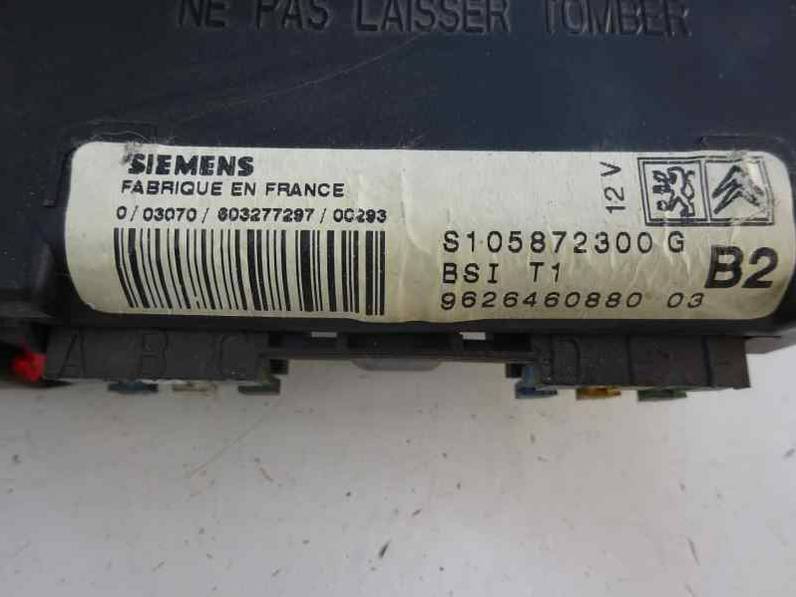 NE PAS LAISSER TOMBER
SIEMENS
FABRIQUE EN FRANCE
12 V
0/ 03070 / 603277297 / 00293
S105872300 G
BSI T1
B2
9626460880 03
A B C D